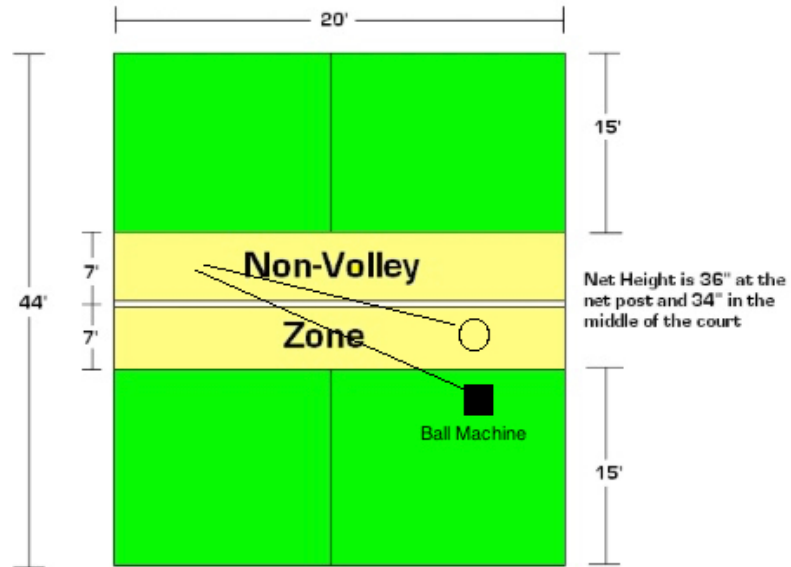 20'
15'
Non-Volley
7'
44'
Net Height is 36" at the
net post and 34" in the
middle of the court
7'
Zone
Ball Machine
15'